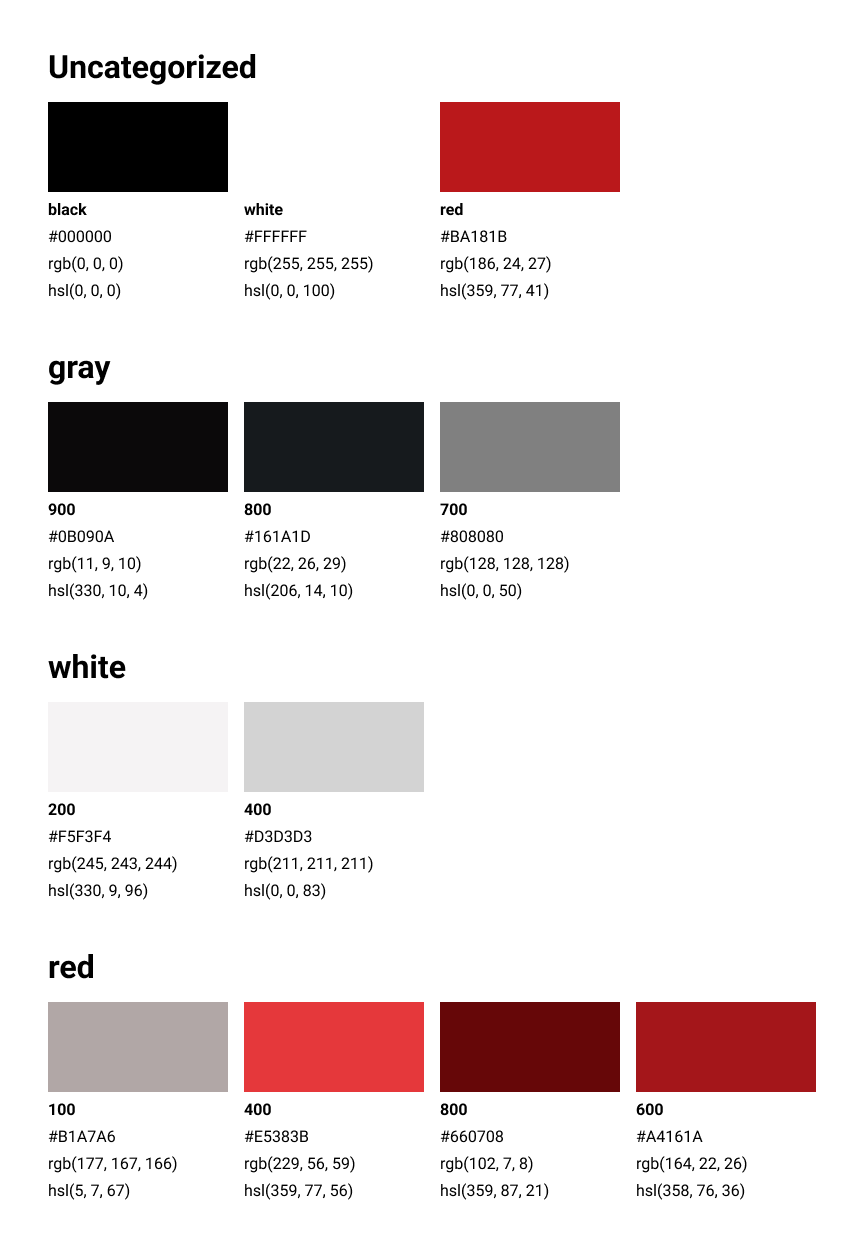 Uncategorized
black
#000000
rgb(0, 0, 0)
hsl(0, 0, 0)
white
#FFFFFF
rgb(255, 255, 255)
hsl(0, 0, 100)
red
#BA181B
rgb(186, 24, 27)
hsl(359, 77, 41)
gray
900
#0B090A
rgb(11, 9, 10)
hsl(330, 10, 4)
800
#161A1D
rgb(22, 26, 29)
hsl(206, 14, 10)
700
#808080
rgb(128, 128, 128)
hsl(0, 0, 50)
white
200
#F5F3F4
rgb(245, 243, 244)
hsl(330, 9, 96)
400
#D3D3D3
rgb(211, 211, 211)
hsl(0, 0, 83)
red
100
#B1A7A6
rgb(177, 167, 166)
hsl(5, 7, 67)
400
#E5383B
rgb(229, 56, 59)
hsl(359, 77, 56)
800
#660708
rgb(102, 7, 8)
hsl(359, 87, 21)
600
#A4161A
rgb(164, 22, 26)
hsl(358, 76, 36)